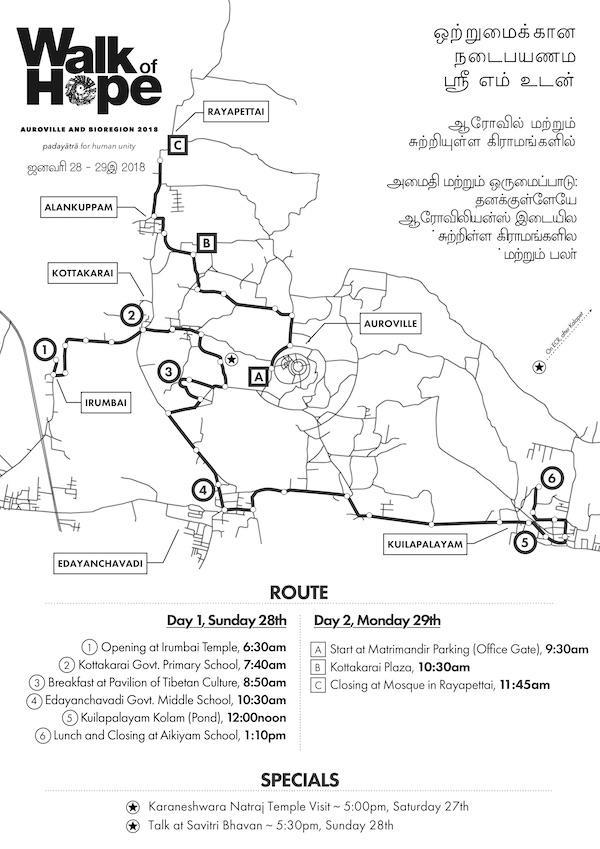 Walk of
Hope
AUROVILLE AND BIOREGION 2018
padayātrā for human unity
ஜனவரி 28 – 29இ 2018
ஒற்றுமைக்கான
நடைபயணம
ஸ்ரீ எம் உடன்
ஆரோவில் மற்றும்
சுற்றியுள்ள கிராமங்களில்
அமைதி மற்றும் ஒருமைப்பாடு:
தனக்குள்ளேயே
ஆரோவிலியன்ஸ் இடையில
மற்றும் பலர்
RAYAPETTAI
C
ALANKUPPAM
B
KOTTAKARAI
2
AUROVILLE
On ECR after Kalapet
1
3
A
IRUMBAI
4
6
KUILAPALAYAM
5
EDAYANCHAVADI
ROUTE
Day 1, Sunday 28th
1 Opening at Irumbai Temple, 6:30am
2 Kottakarai Govt. Primary School, 7:40am
3 Breakfast at Pavilion of Tibetan Culture, 8:50am
4 Edayanchavadi Govt. Middle School, 10:30am
5 Kuilapalayam Kolam (Pond), 12:00noon
6 Lunch and Closing at Aikiyam School, 1:10pm
Day 2, Monday 29th
A Start at Matrimandir Parking (Office Gate), 9:30am
B Kottakarai Plaza, 10:30am
C Closing at Mosque in Rayapettai, 11:45am
SPECIALS
Karaneshwara Natraj Temple Visit ~ 5:00pm, Saturday 27th
Talk at Savitri Bhavan ~ 5:30pm, Sunday 28th